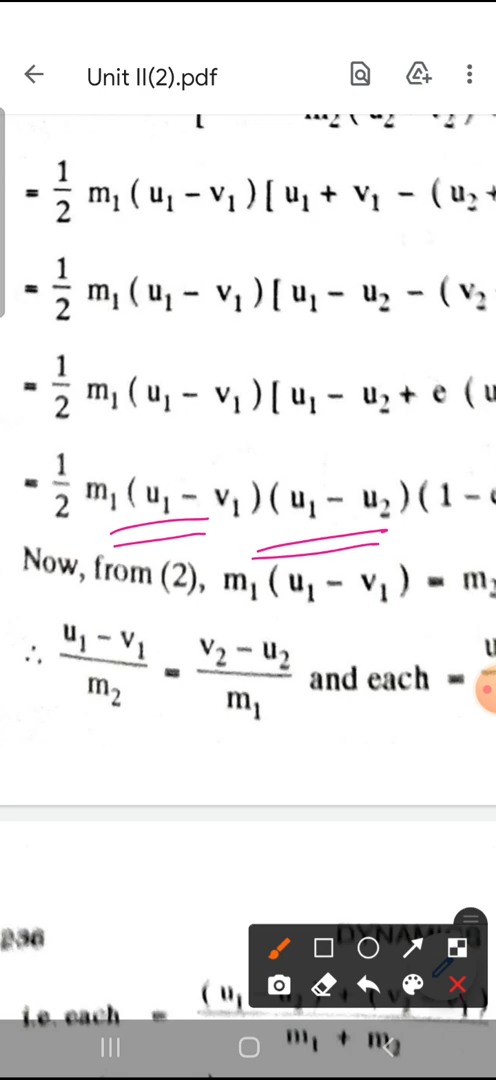 Unit II(2).pdf
= 1/2 m₁ ( u₁ − v₁ ) [ u₁ + v₁ − ( u₂ +
= 1/2 m₁ ( u₁ − v₁ ) [ u₁ − u₂ − ( v₂
= 1/2 m₁ ( u₁ − v₁ ) [ u₁ − u₂ + e ( u
= 1/2 m₁ ( u₁ − v₁ ) ( u₁ − u₂ ) ( 1 −
Now, from (2), m₁ ( u₁ − v₁ ) = m₂
∴ (u₁ − v₁)/m₂ = (v₂ − u₂)/m₁ and each =
236
i.e. each =
m₁ + m₂